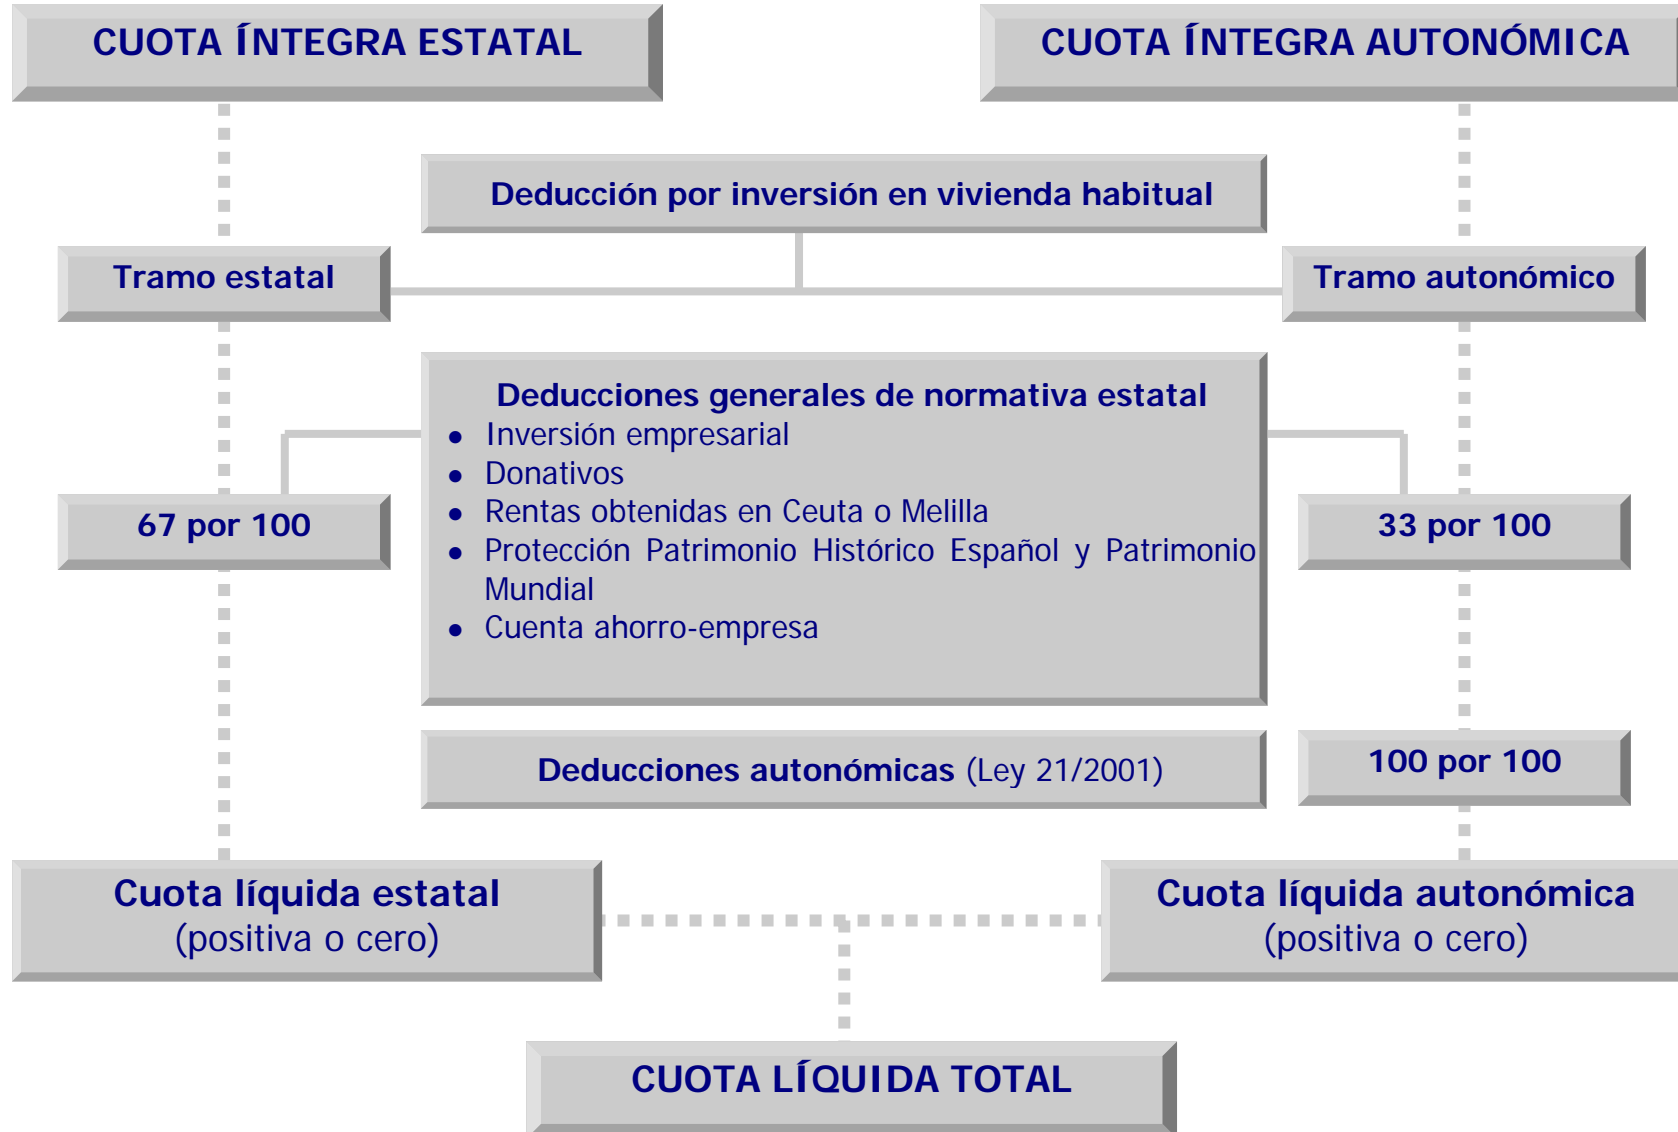 CUOTA ÍNTEGRA ESTATAL
CUOTA ÍNTEGRA AUTONÓMICA
Deducción por inversión en vivienda habitual
Tramo estatal
Tramo autonómico
Deducciones generales de normativa estatal
● Inversión empresarial
● Donativos
● Rentas obtenidas en Ceuta o Melilla
● Protección Patrimonio Histórico Español y Patrimonio
Mundial
● Cuenta ahorro-empresa
67 por 100
33 por 100
Deducciones autonómicas (Ley 21/2001)
100 por 100
Cuota líquida estatal
(positiva o cero)
Cuota líquida autonómica
(positiva o cero)
CUOTA LÍQUIDA TOTAL